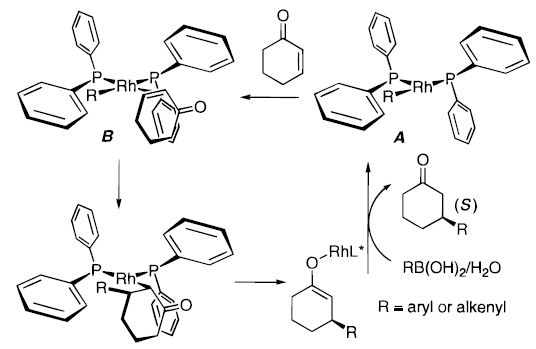 O
P Rh P
R
O
B
P Rh P
R
A
O
(S)
R
P Rh P
R
O
RhL*
O
R
RB(OH)2/H2O
R = aryl or alkenyl